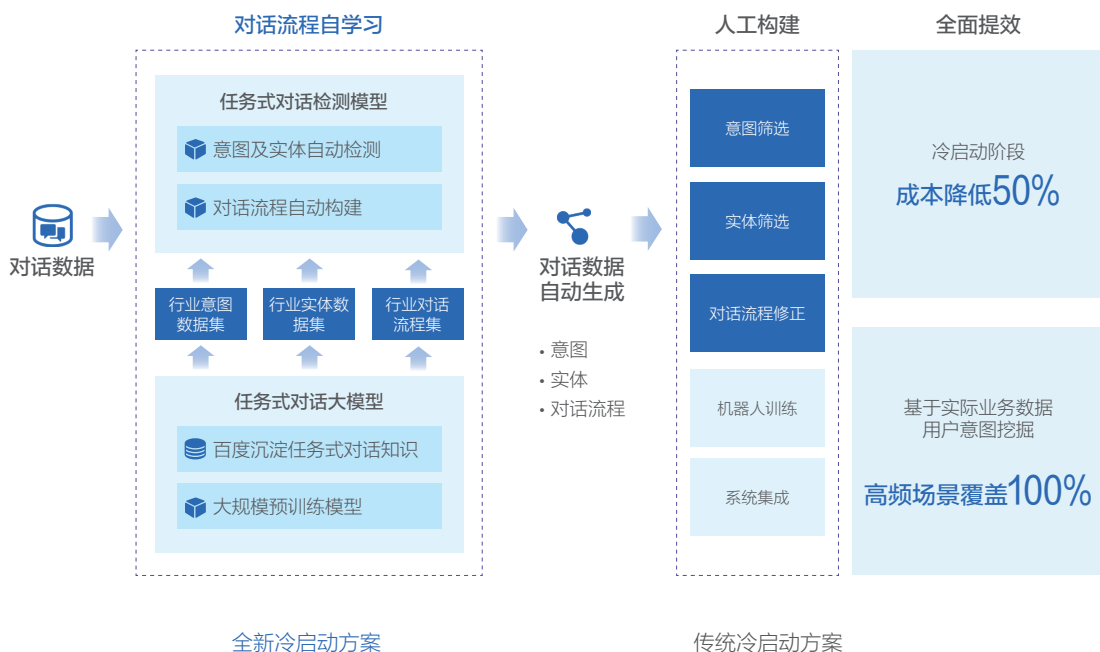 对话流程自学习
人工构建
全面提效
对话数据
任务式对话检测模型
意图及实体自动检测
对话流程自动构建
行业意图
数据集
行业实体数
据集
行业对话
流程集
任务式对话大模型
百度沉淀任务式对话知识
大规模预训练模型
对话数据
自动生成
• 意图
• 实体
• 对话流程
意图筛选
实体筛选
对话流程修正
机器人训练
系统集成
冷启动阶段
成本降低50%
基于实际业务数据
用户意图挖掘
高频场景覆盖100%
全新冷启动方案
传统冷启动方案